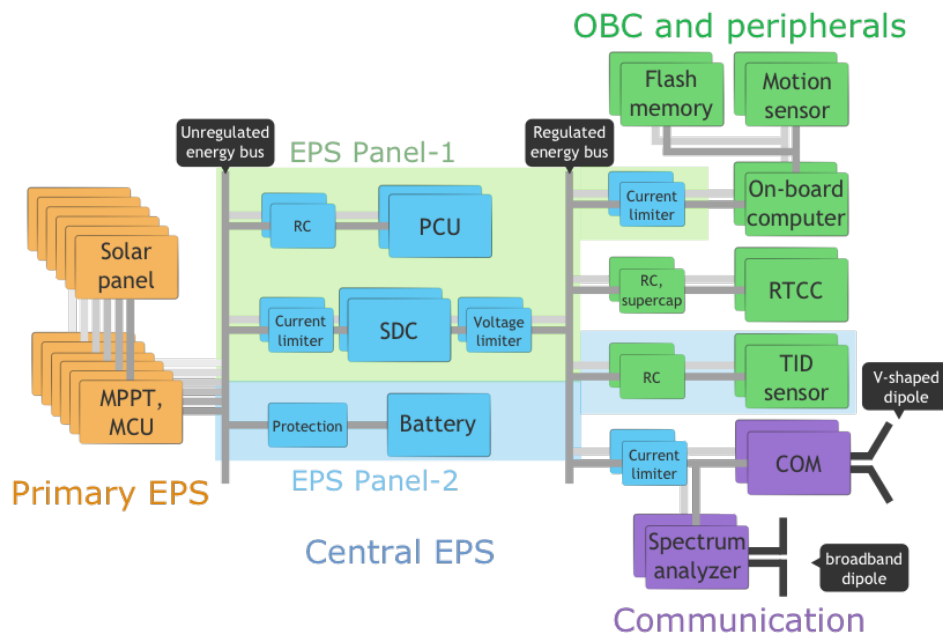 OBC and peripherals
Flash
memory
Motion
sensor
Unregulated
energy bus
Regulated
energy bus
EPS Panel-1
Current
limiter
On-board
computer
RC
PCU
Solar
panel
RC,
supercap
RTCC
Current
limiter
SDC
Voltage
limiter
RC
TID
sensor
V-shaped
dipole
MPPT,
MCU
Protection
Battery
Current
limiter
COM
EPS Panel-2
Primary EPS
Central EPS
Spectrum
analyzer
broadband
dipole
Communication